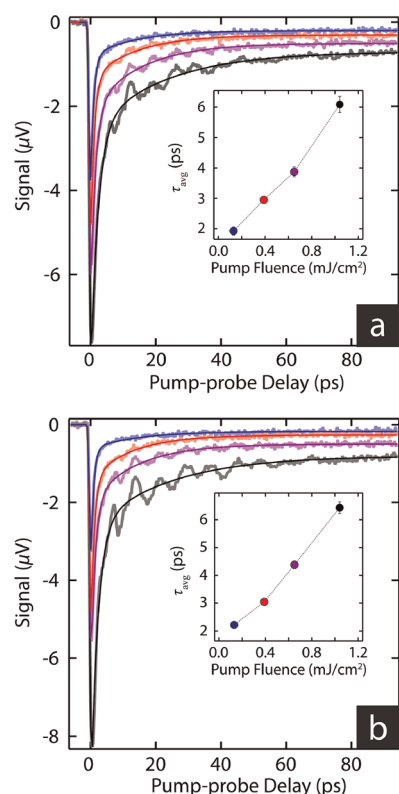 0
-2
-4
-6
Signal (μV)
6
5
4
3
2
τavg (ps)
0.0 0.4 0.8 1.2
Pump Fluence (mJ/cm²)
a
0 20 40 60 80
Pump-probe Delay (ps)
0
-2
-4
-6
-8
Signal (μV)
6
5
4
3
2
τavg (ps)
0.0 0.4 0.8 1.2
Pump Fluence (mJ/cm²)
b
0 20 40 60 80
Pump-probe Delay (ps)